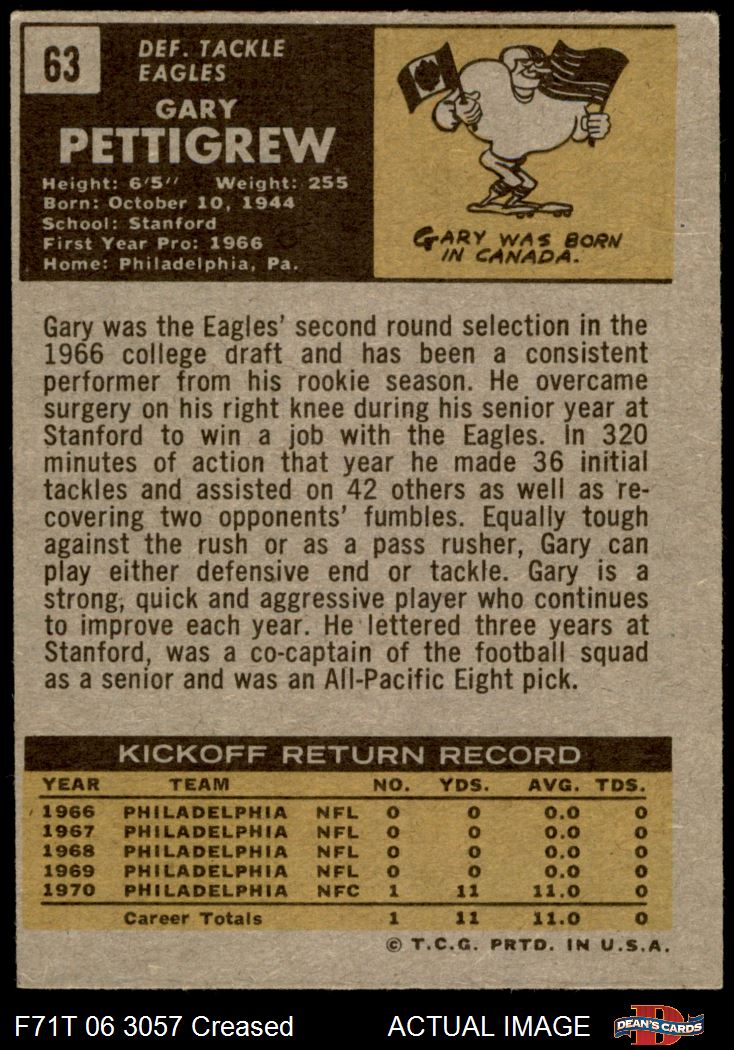 63
DEF. TACKLE
EAGLES
GARY
PETTIGREW
Height: 6'5" Weight: 255
Born: October 10, 1944
School: Stanford
First Year Pro: 1966
Home: Philadelphia, Pa.
GARY WAS BORN
IN CANADA.
Gary was the Eagles' second round selection in the
1966 college draft and has been a consistent
performer from his rookie season. He overcame
surgery on his right knee during his senior year at
Stanford to win a job with the Eagles. In 320
minutes of action that year he made 36 initial
tackles and assisted on 42 others as well as re-
covering two opponents' fumbles. Equally tough
against the rush or as a pass rusher, Gary can
play either defensive end or tackle. Gary is a
strong, quick and aggressive player who continues
to improve each year. He lettered three years at
Stanford, was a co-captain of the football squad
as a senior and was an All-Pacific Eight pick.
KICKOFF RETURN RECORD
YEAR TEAM NO. YDS. AVG. TDS.
1966 PHILADELPHIA NFL 0 0 0.0 0
1967 PHILADELPHIA NFL 0 0 0.0 0
1968 PHILADELPHIA NFL 0 0 0.0 0
1969 PHILADELPHIA NFL 0 0 0.0 0
1970 PHILADELPHIA NFC 1 11 11.0 0
Career Totals 1 11 11.0 0
© T.C.G. PRTD. IN U.S.A.
F71T 06 3057 Creased ACTUAL IMAGE DEAN'S CARDS